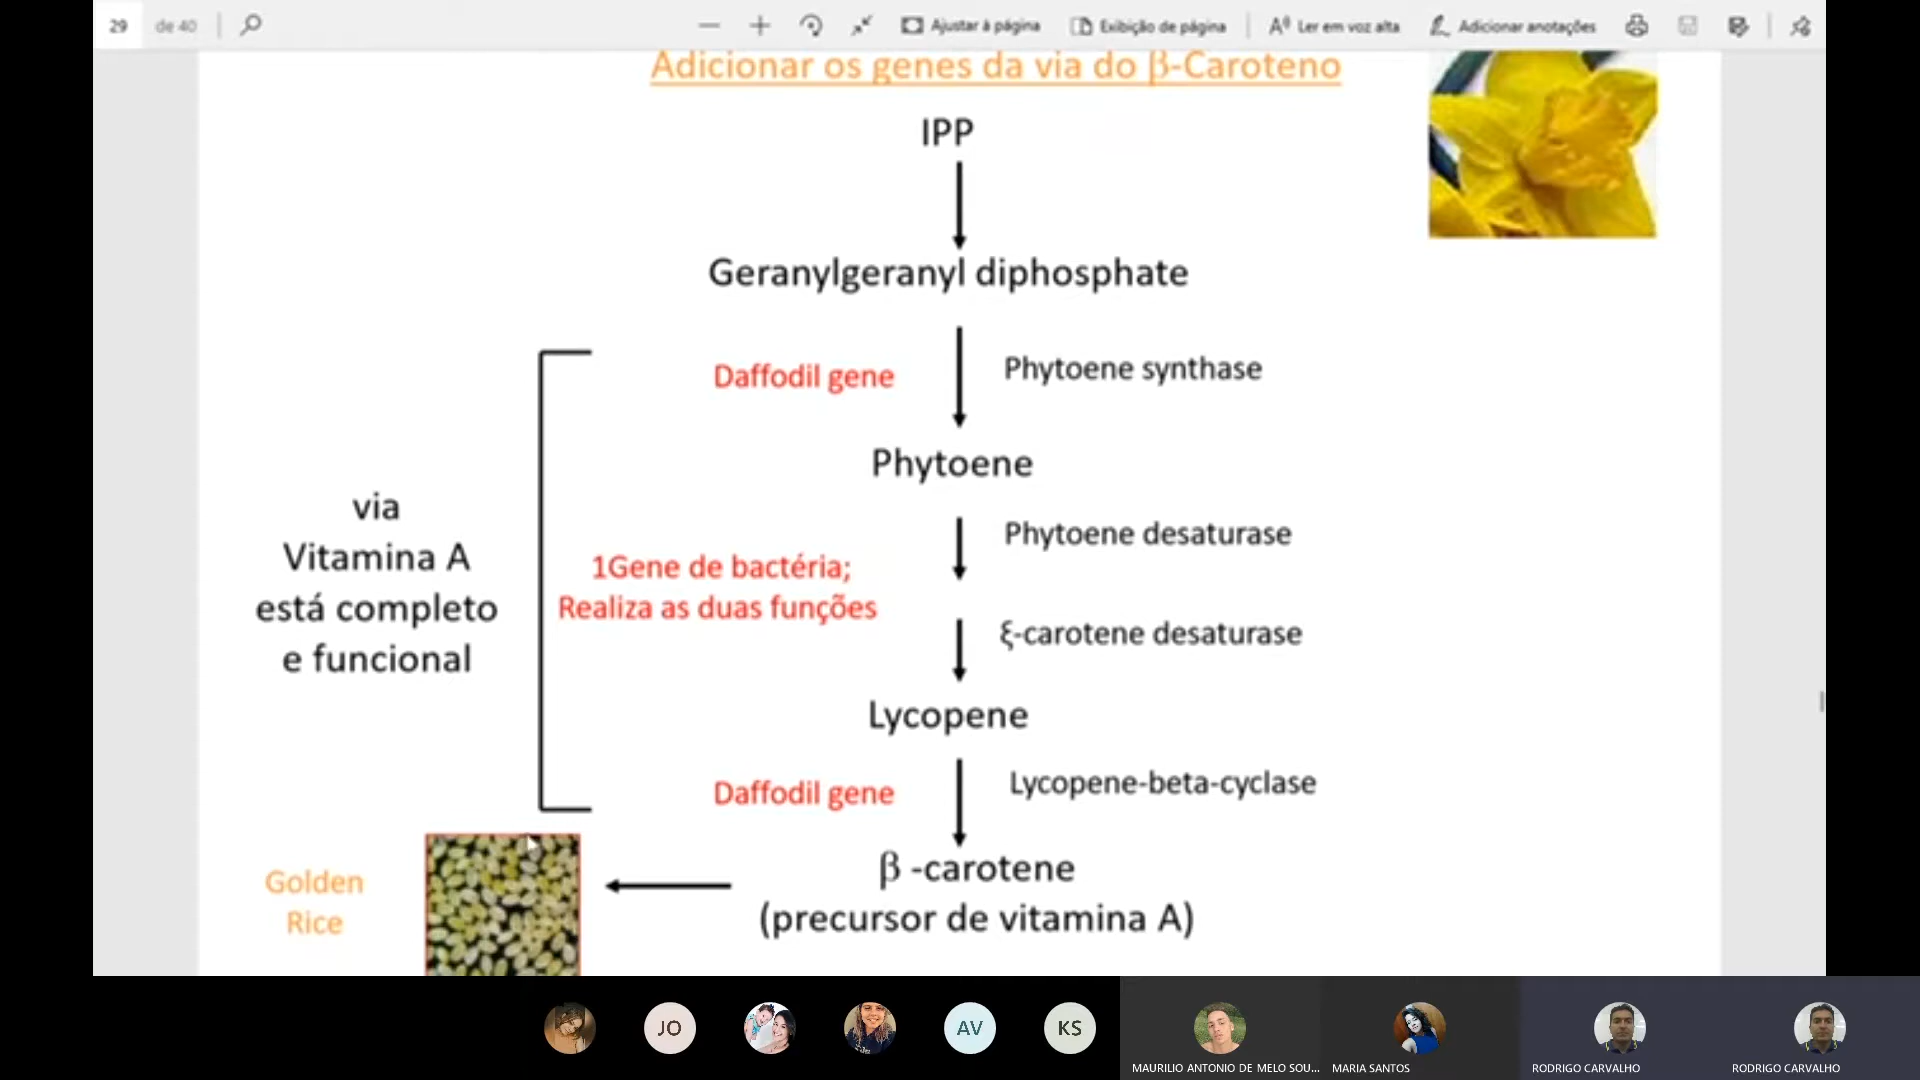 29 de 40 Ajustar à página Exibição de página Ler em voz alta Adicionar anotações
Adicionar os genes da via do β-Caroteno
IPP
Geranylgeranyl diphosphate
Daffodil gene
Phytoene synthase
Phytoene
Phytoene desaturase
via
Vitamina A
está completo
e funcional
1Gene de bactéria;
Realiza as duas funções
ξ-carotene desaturase
Lycopene
Daffodil gene
Lycopene-beta-cyclase
β -carotene
(precursor de vitamina A)
Golden
Rice
JO
AV
KS
MAURILIO ANTONIO DE MELO SOU...
MARIA SANTOS
RODRIGO CARVALHO
RODRIGO CARVALHO